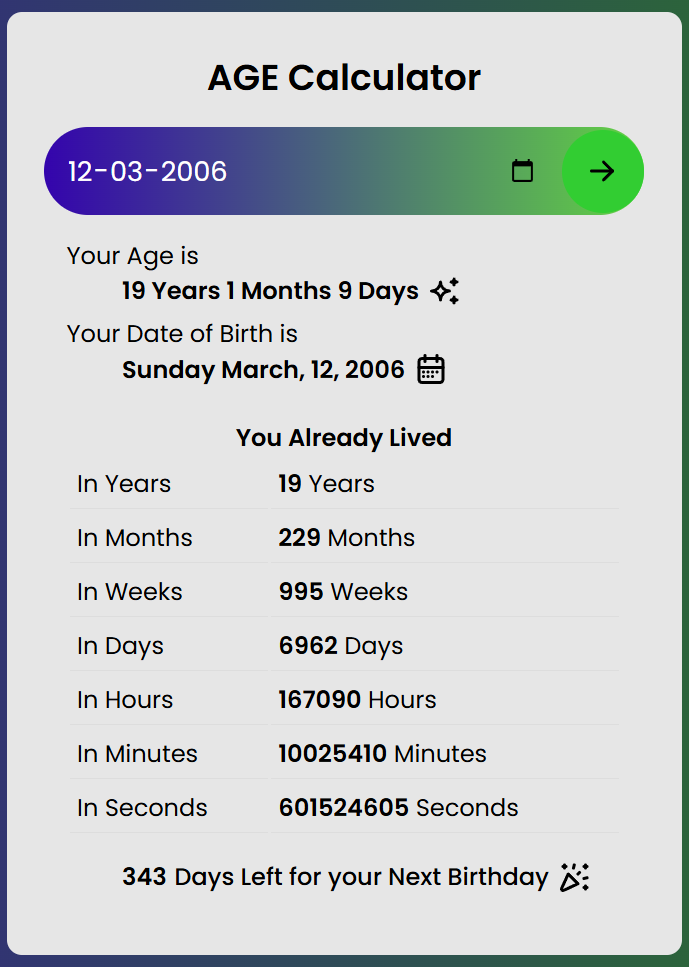 AGE Calculator
12-03-2006
Your Age is
19 Years 1 Months 9 Days
Your Date of Birth is
Sunday March, 12, 2006
You Already Lived
In Years 19 Years
In Months 229 Months
In Weeks 995 Weeks
In Days 6962 Days
In Hours 167090 Hours
In Minutes 10025410 Minutes
In Seconds 601524605 Seconds
343 Days Left for your Next Birthday